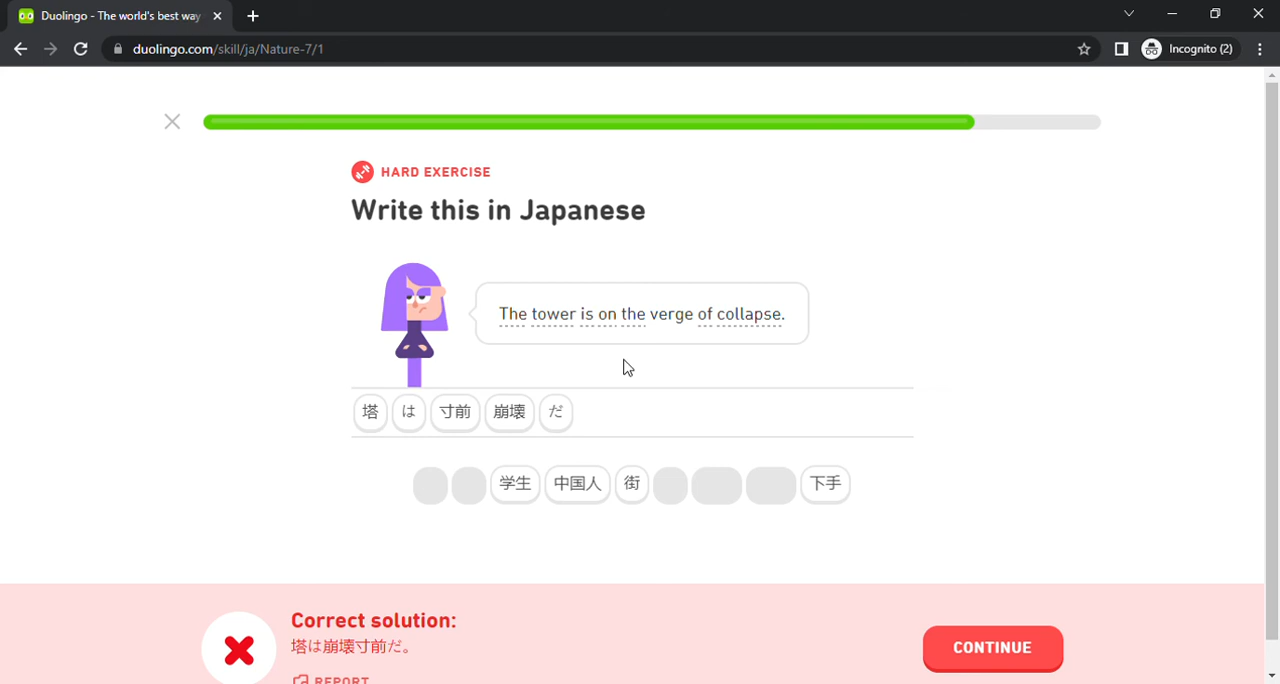 Duolingo - The world's best way
duolingo.com/skill/ja/Nature-7/1
Incognito (2)
HARD EXERCISE
Write this in Japanese
The tower is on the verge of collapse.
塔 は 寸前 崩壊 だ
学生 中国人 街 下手
Correct solution:
塔は崩壊寸前だ。
CONTINUE
REPORT